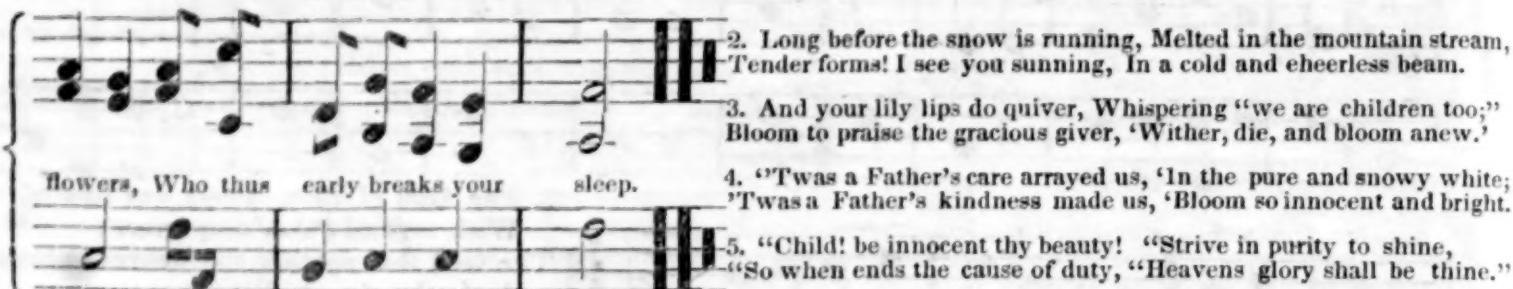 flowers, Who thus early breaks your sleep.
2. Long before the snow is running, Melted in the mountain stream,
Tender forms! I see you sunning, In a cold and eheerless beam.
3. And your lily lips do quiver, Whispering “we are children too;”
Bloom to praise the gracious giver, ‘Wither, die, and bloom anew.’
4. ‘’Twas a Father’s care arrayed us, ‘In the pure and snowy white;
’Twas a Father’s kindness made us, ‘Bloom so innocent and bright.
5. “Child! be innocent thy beauty! “Strive in purity to shine,
“So when ends the cause of duty, “Heavens glory shall be thine.”